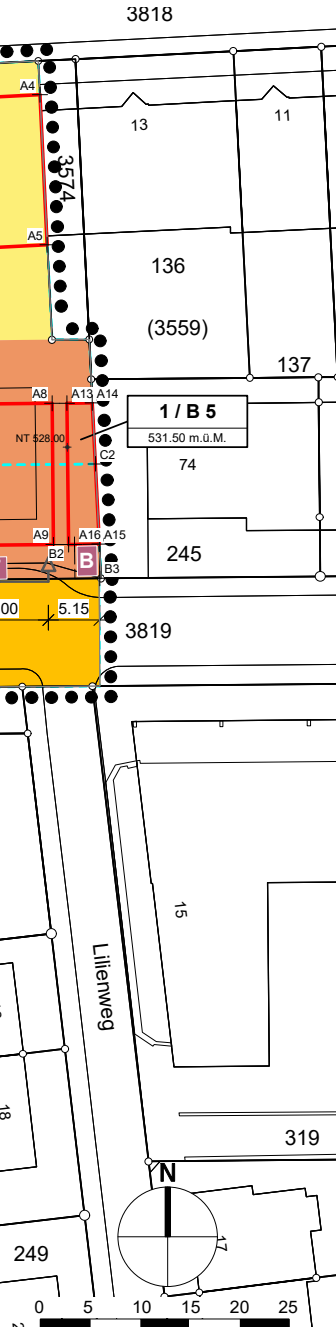 3818
A4
13
11
3574
A5
136
(3559)
137
A8
A13
A14
1 / B 5
531.50 m.ü.M.
NT 528.00
C2
74
A9
A16
A15
B2
B
B3
245
00
5.15
3819
15
Lilienweg
18
319
N
17
249
0
5
10
15
20
25